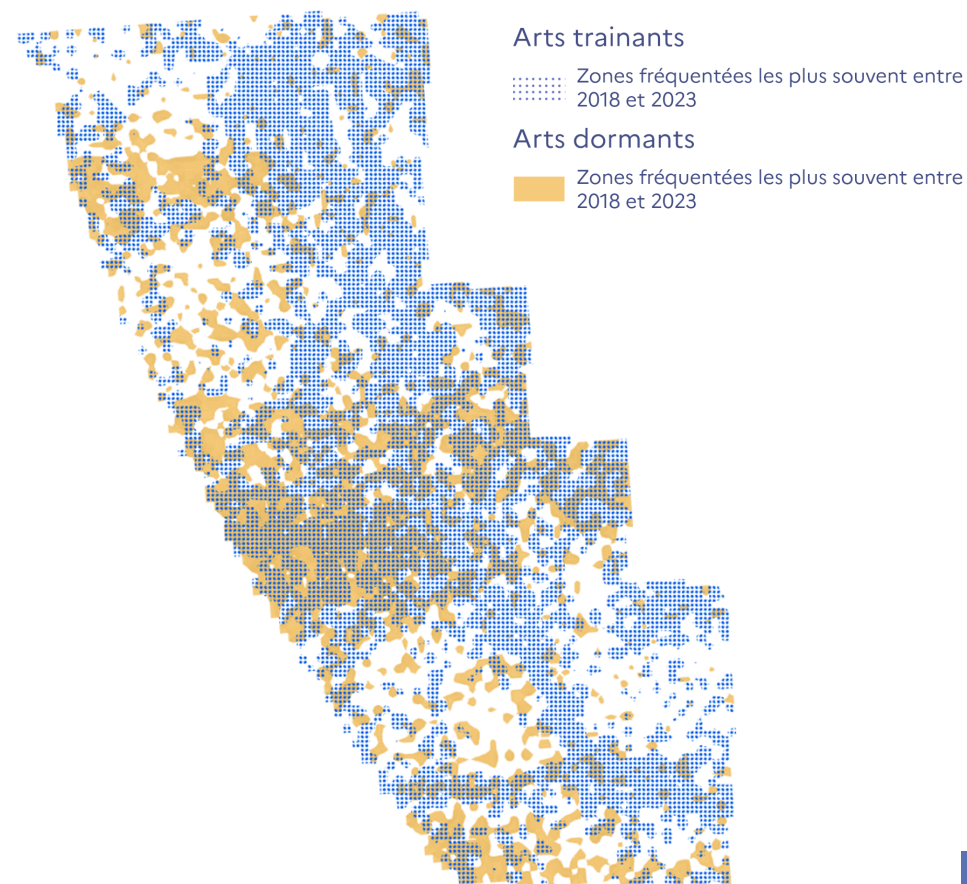 Arts trainants
Zones fréquentées les plus souvent entre
2018 et 2023
Arts dormants
Zones fréquentées les plus souvent entre
2018 et 2023